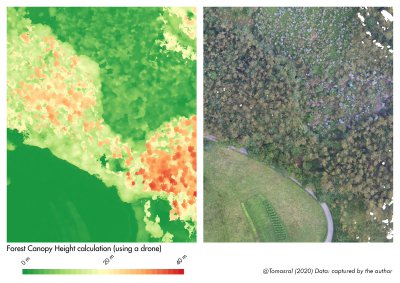 Forest Canopy Height calculation (using a drone)
0 m
20 m
40 m
@Tomasral (2020) Data: captured by the author